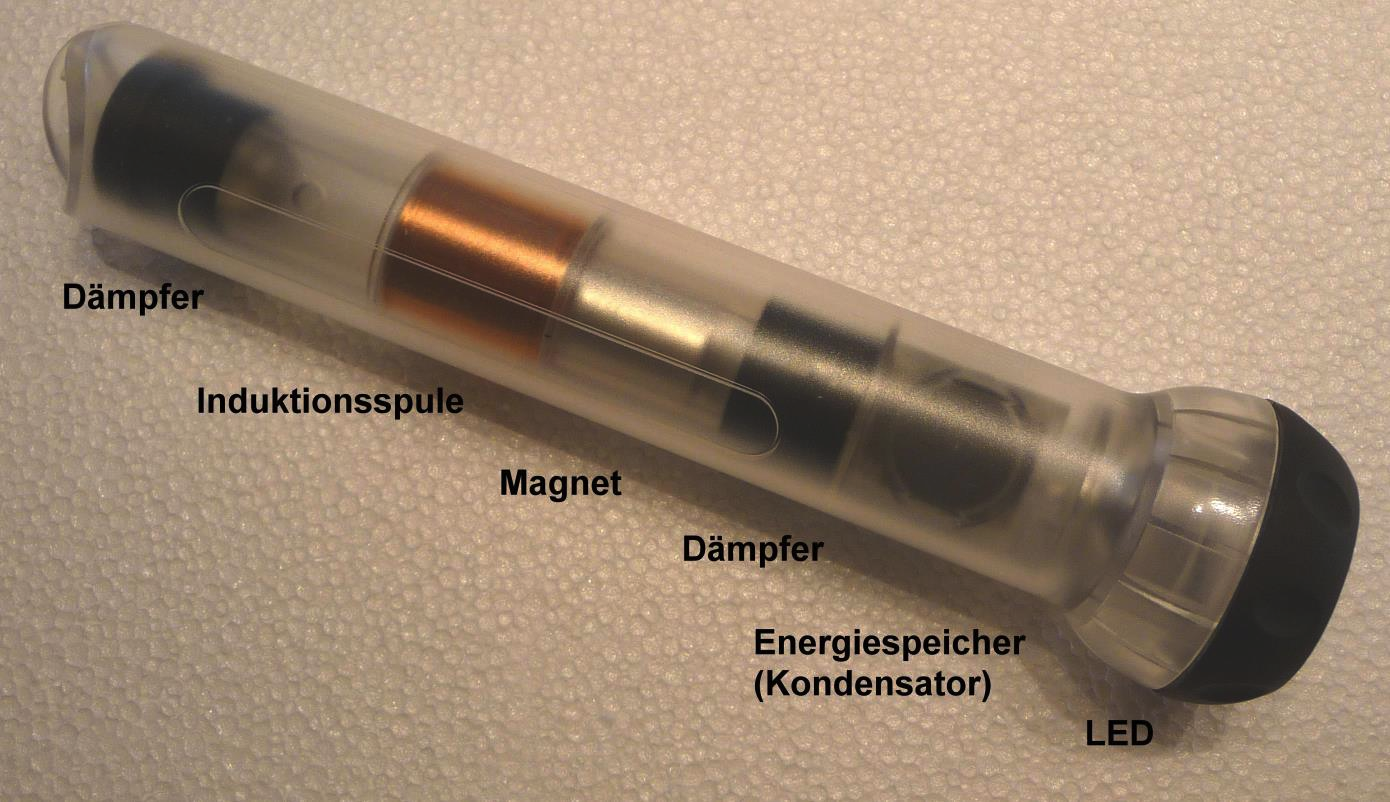 Dämpfer
Induktionsspule
Magnet
Dämpfer
Energiespeicher
(Kondensator)
LED